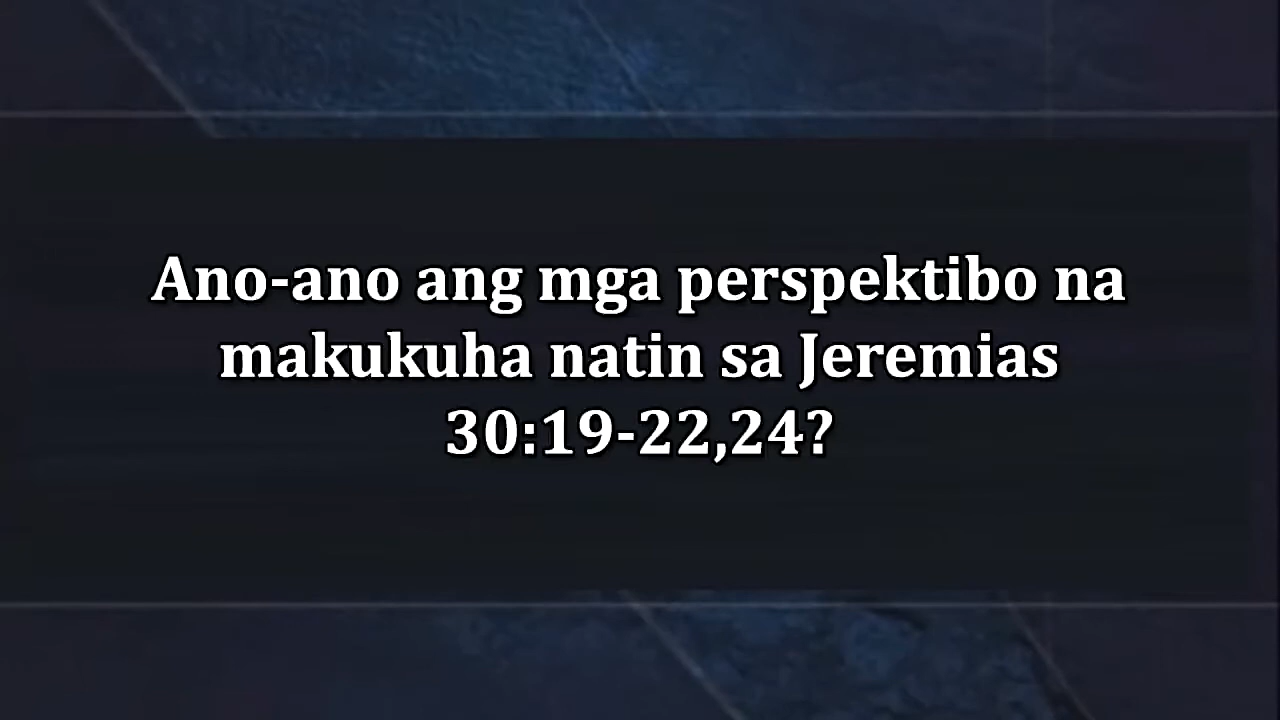 Ano-ano ang mga perspektibo na
makukuha natin sa Jeremias
30:19-22,24?